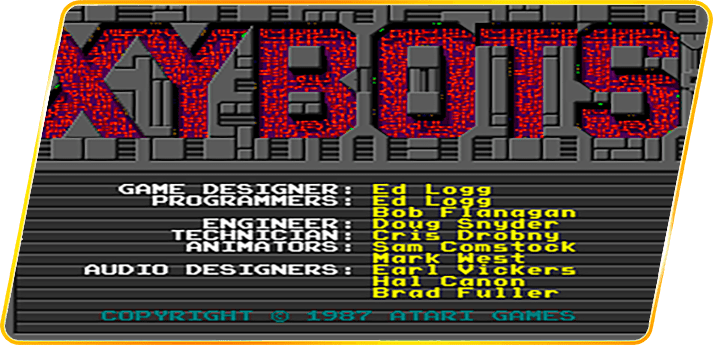 XYBOTS
GAME DESIGNER: Ed Logg
PROGRAMMERS: Ed Logg
Bob Flanagan
ENGINEER: Doug Snyder
TECHNICIAN: Cris Drobny
ANIMATORS: Sam Comstock
Mark West
AUDIO DESIGNERS: Earl Vickers
Hal Canon
Brad Fuller
COPYRIGHT © 1987 ATARI GAMES